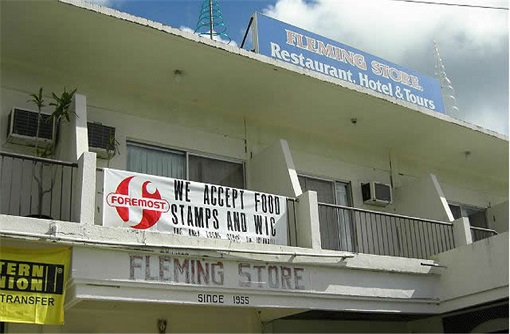 FLEMING STORE
Restaurant, Hotel & Tours
FOREMOST
WE ACCEPT FOOD
STAMPS AND WIC
FLEMING STORE
SINCE 1955
TERN
NION
TRANSFER